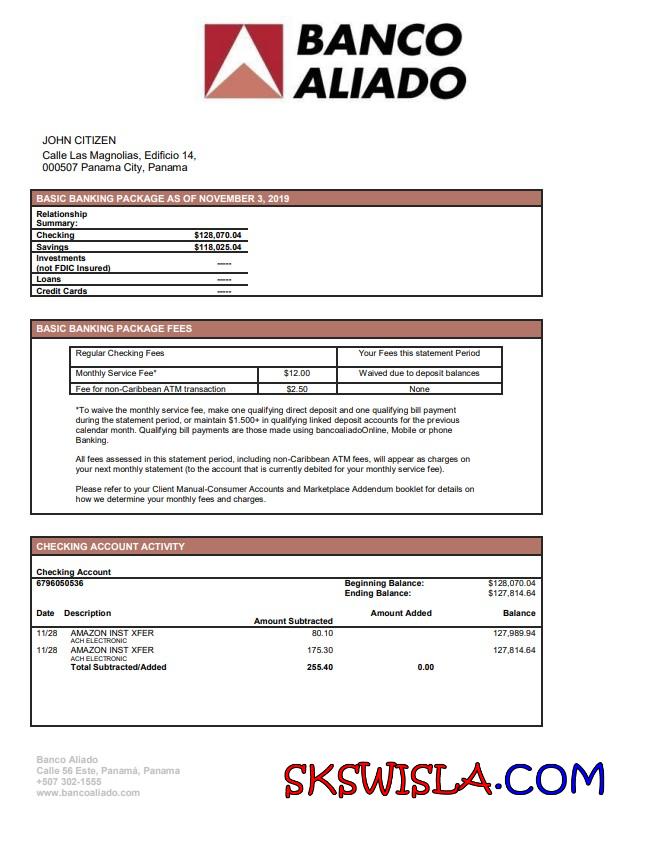 BANCO
ALIADO
JOHN CITIZEN
Calle Las Magnolias, Edificio 14,
000507 Panama City, Panama
BASIC BANKING PACKAGE AS OF NOVEMBER 3, 2019
Relationship
Summary:
Checking $128,070.04
Savings $118,025.04
Investments
(not FDIC Insured) -----
Loans -----
Credit Cards -----
BASIC BANKING PACKAGE FEES
Regular Checking Fees Your Fees this statement Period
Monthly Service Fee* $12.00 Waived due to deposit balances
Fee for non-Caribbean ATM transaction $2.50 None
*To waive the monthly service fee, make one qualifying direct deposit and one qualifying bill payment
during the statement period, or maintain $1.500+ in qualifying linked deposit accounts for the previous
calendar month. Qualifying bill payments are those made using bancoaliadoOnline, Mobile or phone
Banking.
All fees assessed in this statement period, including non-Caribbean ATM fees, will appear as charges on
your next monthly statement (to the account that is currently debited for your monthly service fee).
Please refer to your Client Manual-Consumer Accounts and Marketplace Addendum booklet for details on
how we determine your monthly fees and charges.
CHECKING ACCOUNT ACTIVITY
Checking Account
6796050536 Beginning Balance: $128,070.04
Ending Balance: $127,814.64
Date Description Amount Subtracted Amount Added Balance
11/28 AMAZON INST XFER 80.10 127,989.94
ACH ELECTRONIC
11/28 AMAZON INST XFER 175.30 127,814.64
ACH ELECTRONIC
Total Subtracted/Added 255.40 0.00
Banco Aliado
Calle 56 Este, Panamá, Panama
+507 302-1555
www.bancoaliado.com
SKSWISLA.COM